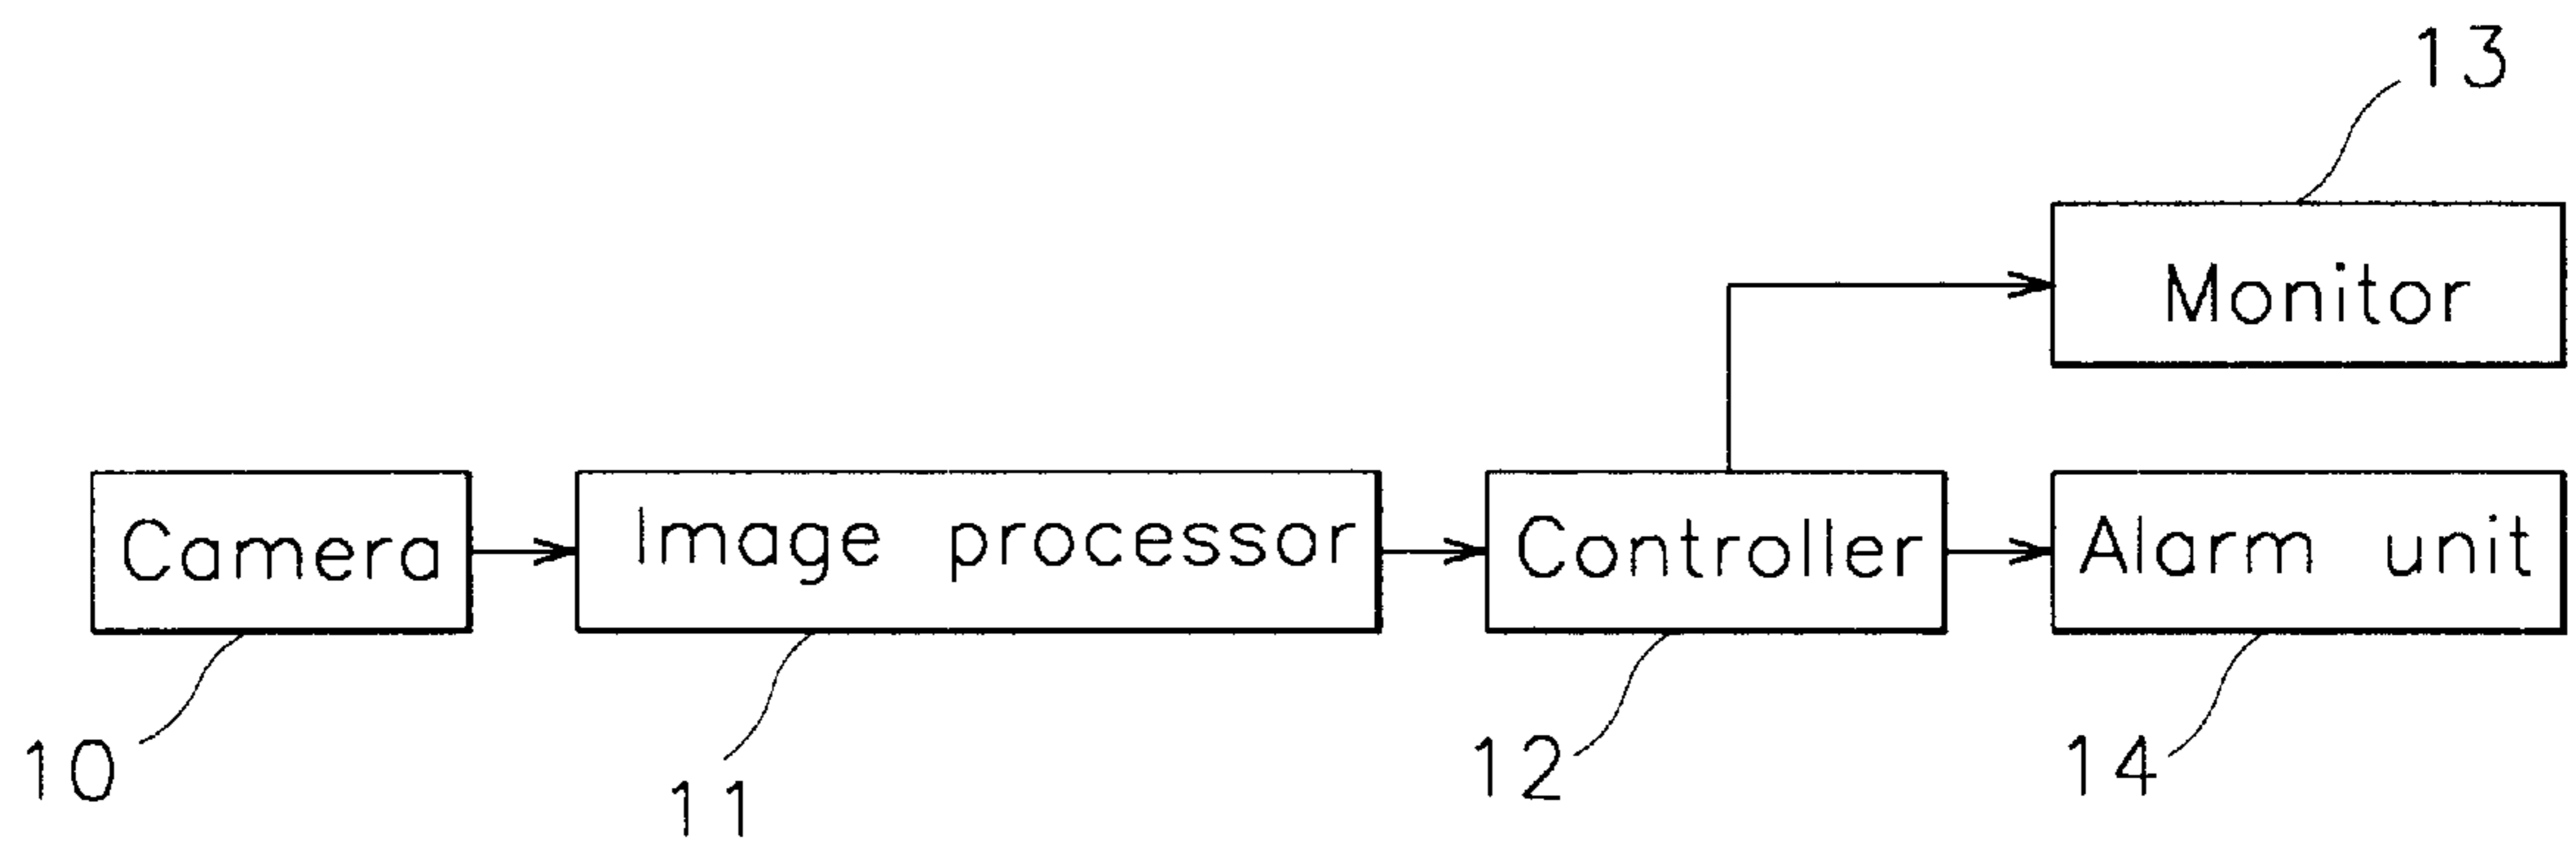 13
Monitor
Camera
Image processor
Controller
Alarm unit
10
11
12
14